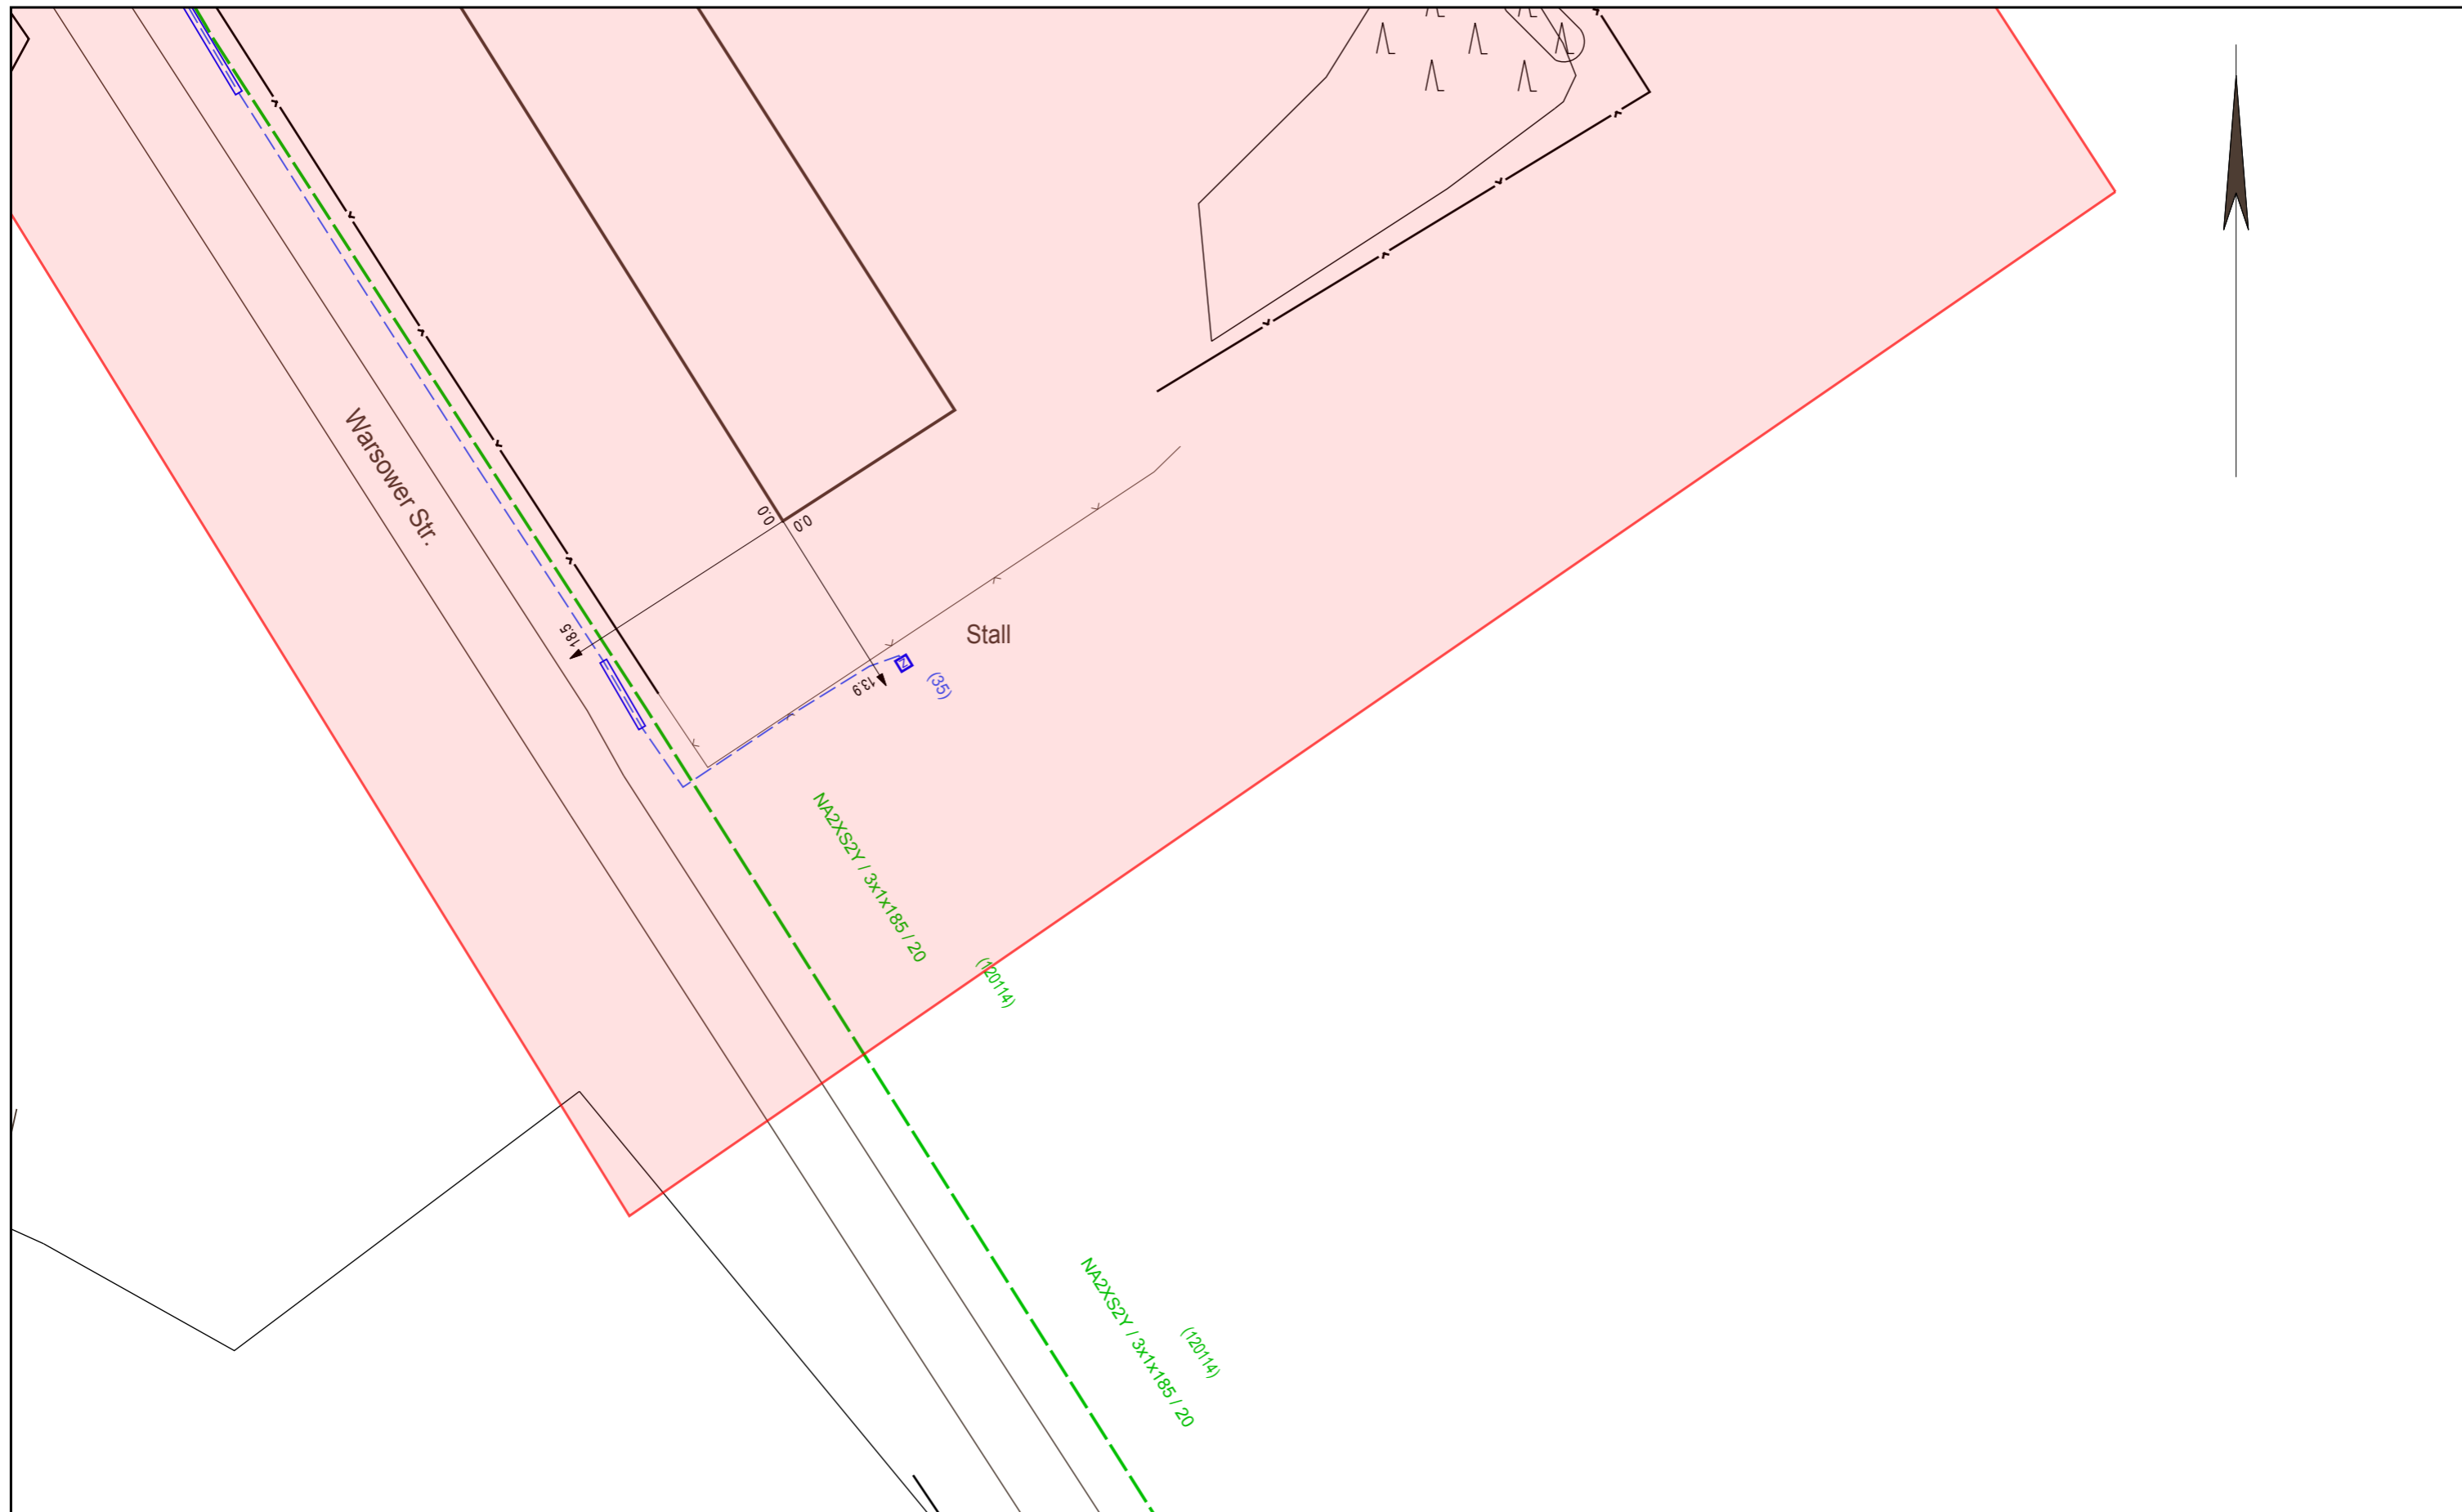 Warsower Str.
0.0
0.0
18.5
Stall
13.9
N
(35)
NA2XS2Y / 3x1x185 / 20
(120114)
NA2XS2Y / 3x1x185 / 20
(120114)